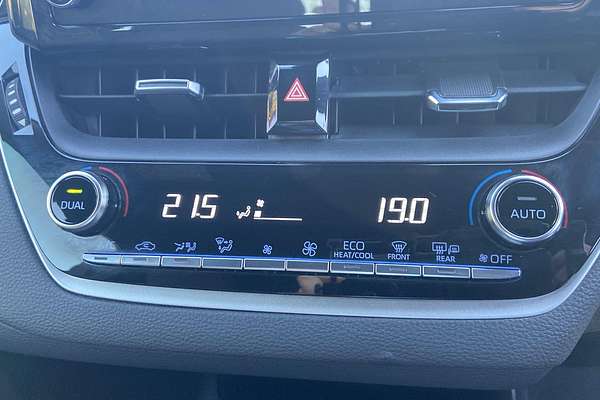 DUAL
21.5
19.0
AUTO
ECO
HEAT/COOL
FRONT
REAR
OFF